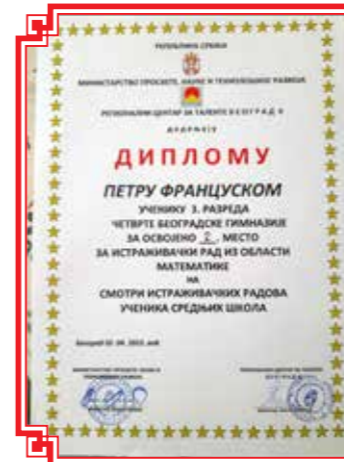 РЕПУБЛИКА СРБИЈА
МИНИСТАРСТВО ПРОСВЕТЕ, НАУКЕ И ТЕХНОЛОШКОГ РАЗВОЈА
РЕГИОНАЛНИ ЦЕНТАР ЗА ТАЛЕНТЕ БЕОГРАД II
ДОДЕЉУЈЕ
ДИПЛОМУ
ПЕТРУ ФРАНЦУСКОМ
УЧЕНИКУ 3. РАЗРЕДА
ЧЕТВРТЕ БЕОГРАДСКЕ ГИМНАЗИЈЕ
ЗА ОСВОЈЕНО 2. МЕСТО
ЗА ИСТРАЖИВАЧКИ РАД ИЗ ОБЛАСТИ
МАТЕМАТИКЕ
НА
СМОТРИ ИСТРАЖИВАЧКИХ РАДОВА
УЧЕНИКА СРЕДЊИХ ШКОЛА